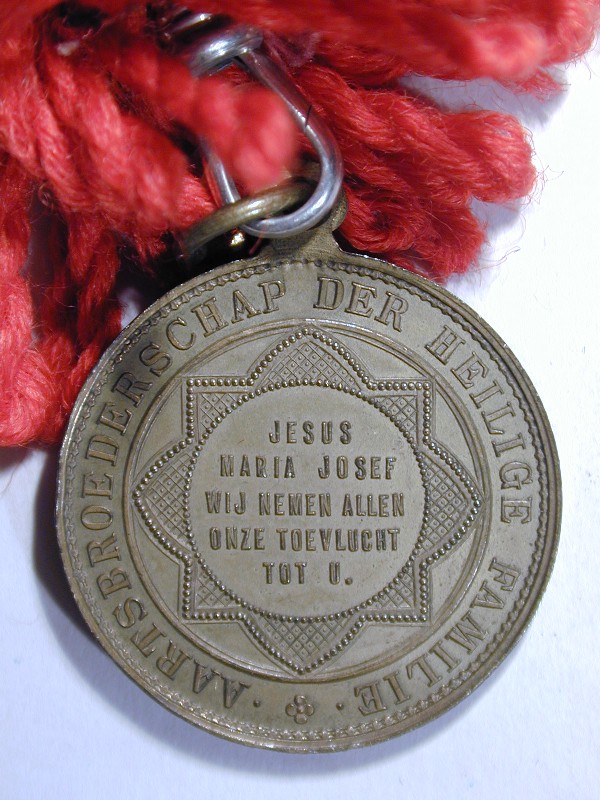 AARTSBROEDERSCHAP DER HEILIGE FAMILIE
JESUS
MARIA JOSEF
WIJ NEMEN ALLEN
ONZE TOEVLUCHT
TOT U.